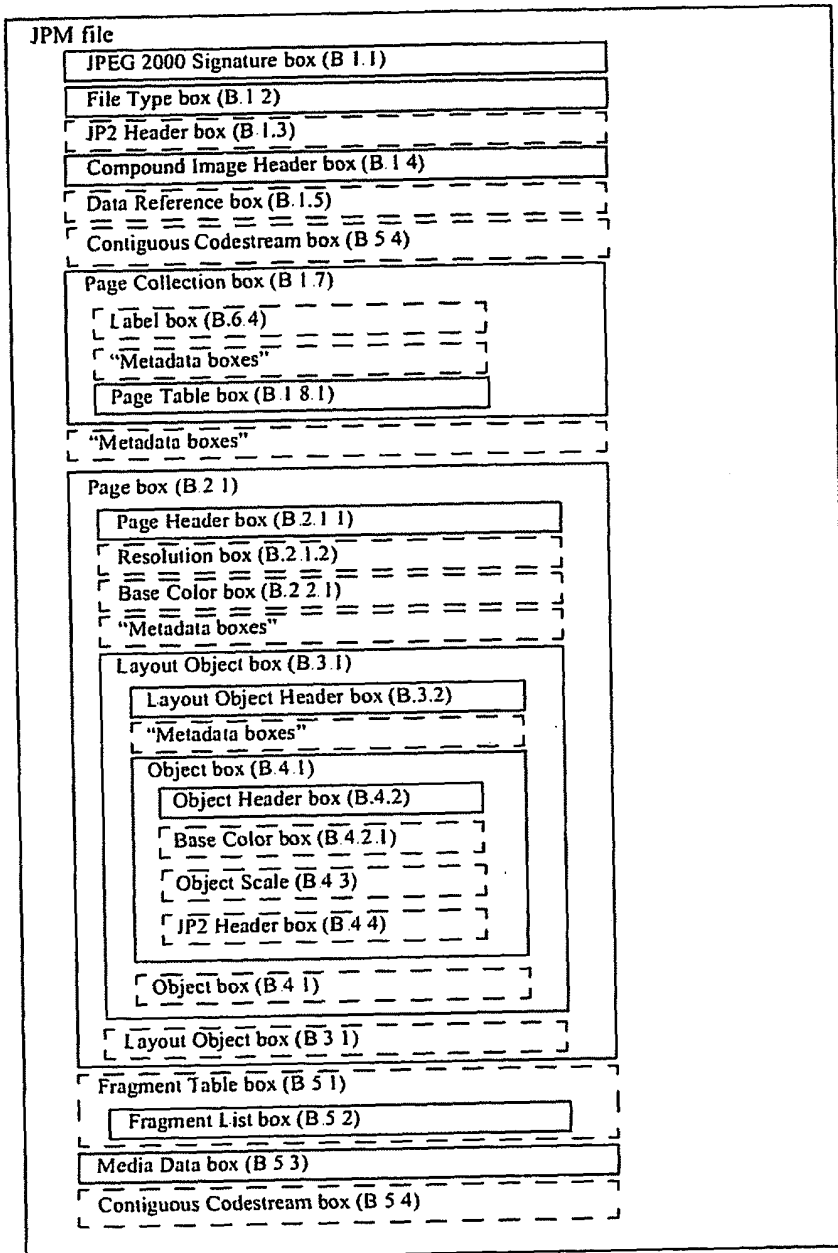 JPM file
JPEG 2000 Signature box (B 1.1)
File Type box (B.1 2)
JP2 Header box (B 1.3)
Compound Image Header box (B.1 4)
Data Reference box (B.1.5)
Contiguous Codestream box (B 5 4)
Page Collection box (B 1.7)
Label box (B.6.4)
“Metadata boxes”
Page Table box (B.1 8.1)
“Metadata boxes”
Page box (B.2 1)
Page Header box (B.2.1 1)
Resolution box (B.2.1.2)
Base Color box (B.2 2.1)
“Metadata boxes”
Layout Object box (B.3.1)
Layout Object Header box (B.3.2)
“Metadata boxes”
Object box (B.4.1)
Object Header box (B.4.2)
Base Color box (B.4.2.1)
Object Scale (B.4 3)
JP2 Header box (B.4 4)
Object box (B.4 1)
Layout Object box (B 3 1)
Fragment Table box (B 5 1)
Fragment List box (B.5 2)
Media Data box (B 5 3)
Contiguous Codestream box (B 5 4)